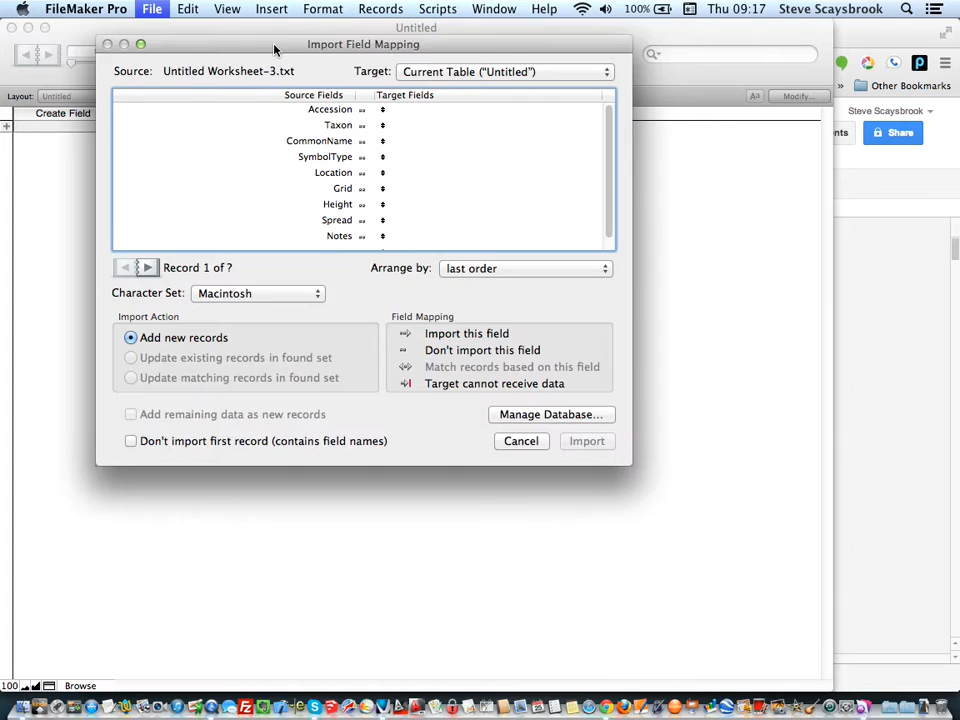 FileMaker Pro File Edit View Insert Format Records Scripts Window Help 100% Thu 09:17 Steve Scaysbrook
Untitled
Import Field Mapping
Source: Untitled Worksheet-3.txt Target: Current Table ("Untitled")
» Other Bookmarks
Layout: Untitled Aa Modify...
Source Fields Target Fields
Create Field
Steve Scaysbrook
Accession
Taxon
nts Share
CommonName
SymbolType
Location
Grid
Height
Spread
Notes
Record 1 of ? Arrange by: last order
Character Set: Macintosh
Import Action Field Mapping
Add new records Import this field
Update existing records in found set Don't import this field
Update matching records in found set Match records based on this field
Target cannot receive data
Add remaining data as new records Manage Database...
Don't import first record (contains field names) Cancel Import
100 Browse